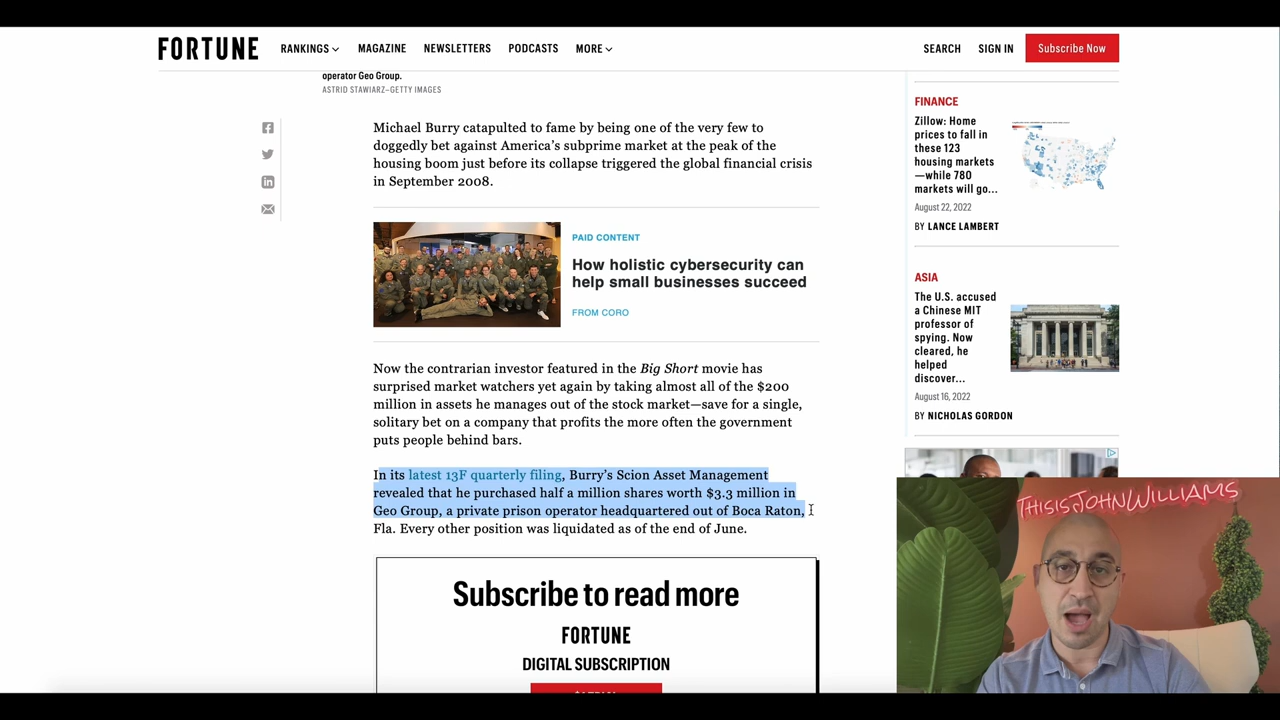 FORTUNE
RANKINGS
MAGAZINE
NEWSLETTERS
PODCASTS
MORE
SEARCH
SIGN IN
Subscribe Now
operator Geo Group.
ASTRID STAWIARZ–GETTY IMAGES
Michael Burry catapulted to fame by being one of the very few to
doggedly bet against America’s subprime market at the peak of the
housing boom just before its collapse triggered the global financial crisis
in September 2008.
PAID CONTENT
How holistic cybersecurity can
help small businesses succeed
FROM CORO
Now the contrarian investor featured in the Big Short movie has
surprised market watchers yet again by taking almost all of the $200
million in assets he manages out of the stock market—save for a single,
solitary bet on a company that profits the more often the government
puts people behind bars.
In its latest 13F quarterly filing, Burry’s Scion Asset Management
revealed that he purchased half a million shares worth $3.3 million in
Geo Group, a private prison operator headquartered out of Boca Raton,
Fla. Every other position was liquidated as of the end of June.
Subscribe to read more
FORTUNE
DIGITAL SUBSCRIPTION
FINANCE
Zillow: Home
prices to fall in
these 123
housing markets
—while 780
markets will go...
August 22, 2022
BY LANCE LAMBERT
ASIA
The U.S. accused
a Chinese MIT
professor of
spying. Now
cleared, he
helped
discover...
August 16, 2022
BY NICHOLAS GORDON
THISISJOHNWILLIAMS